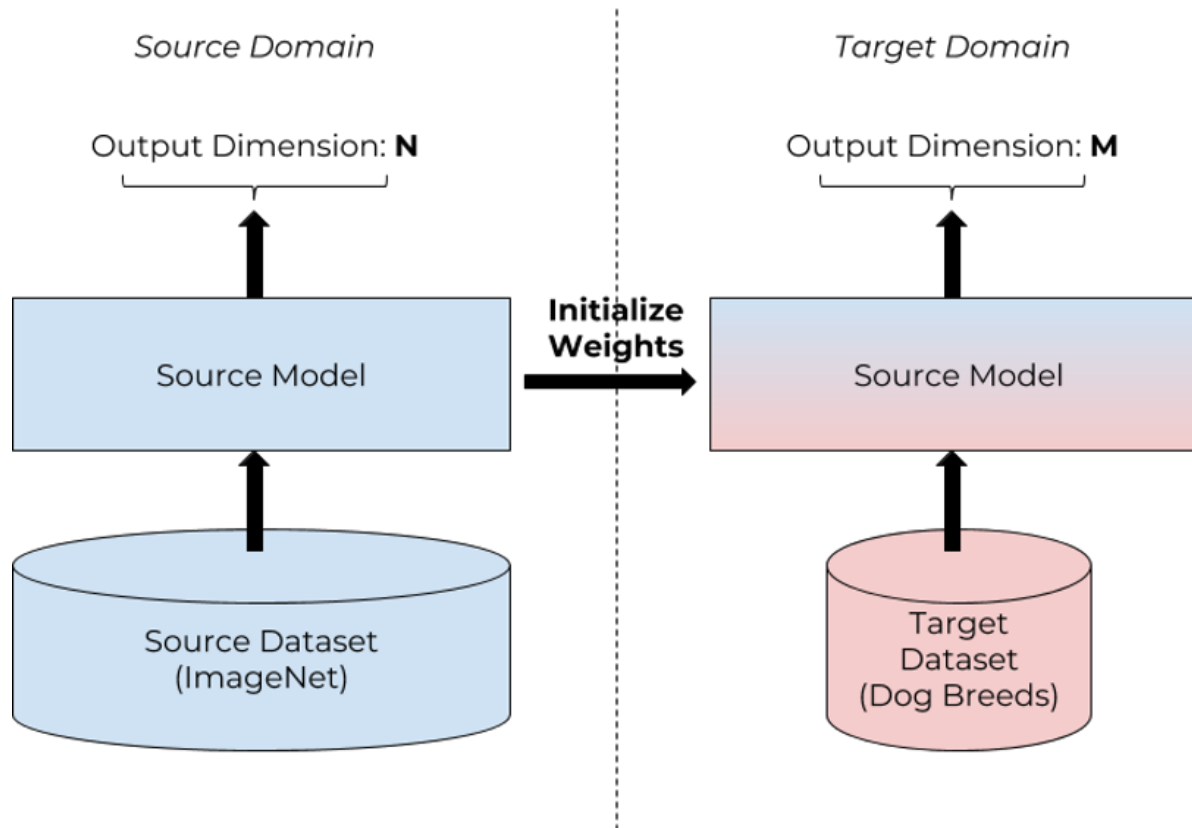 Source Domain
Target Domain
Output Dimension: N
Output Dimension: M
Initialize
Weights
Source Model
Source Model
Source Dataset
(ImageNet)
Target
Dataset
(Dog Breeds)